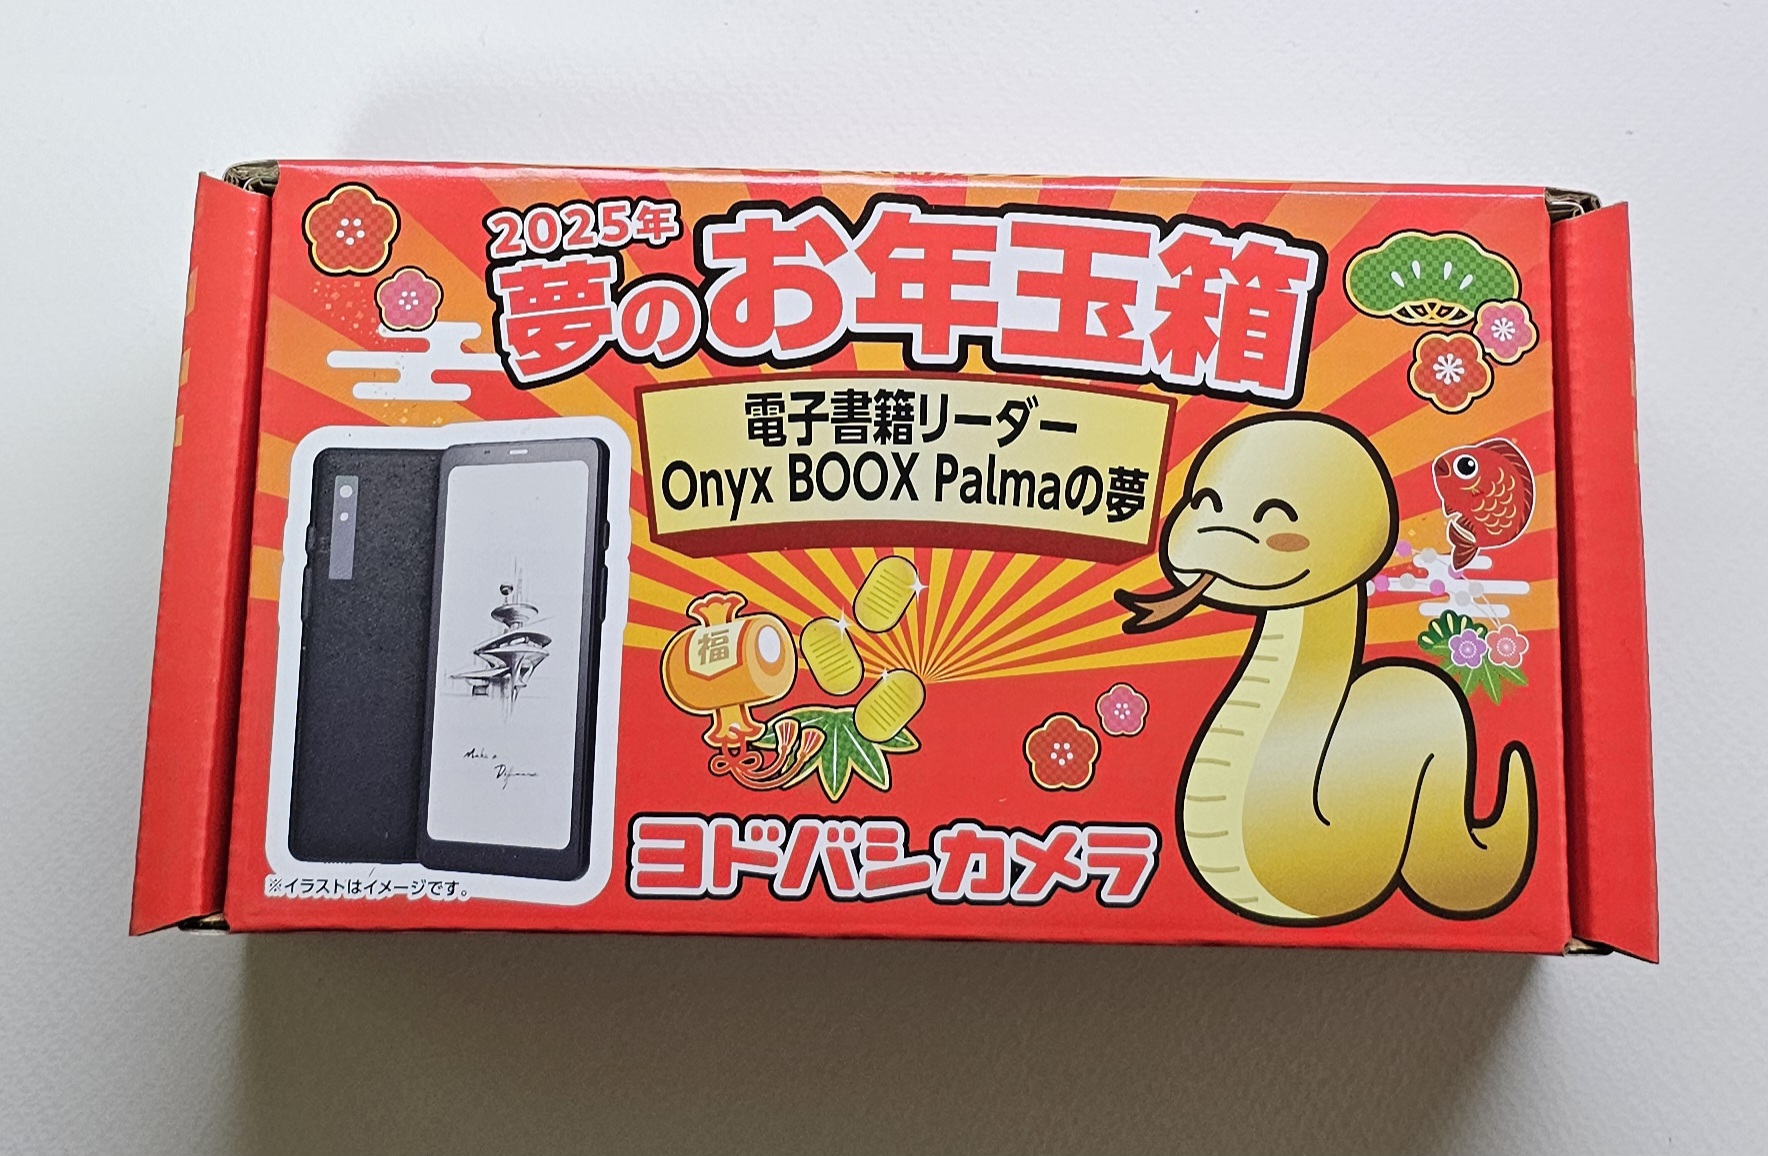 2025年
夢のお年玉箱
電子書籍リーダー
Onyx BOOX Palmaの夢
福
Make a
ヨドバシカメラ
※イラストはイメージです。